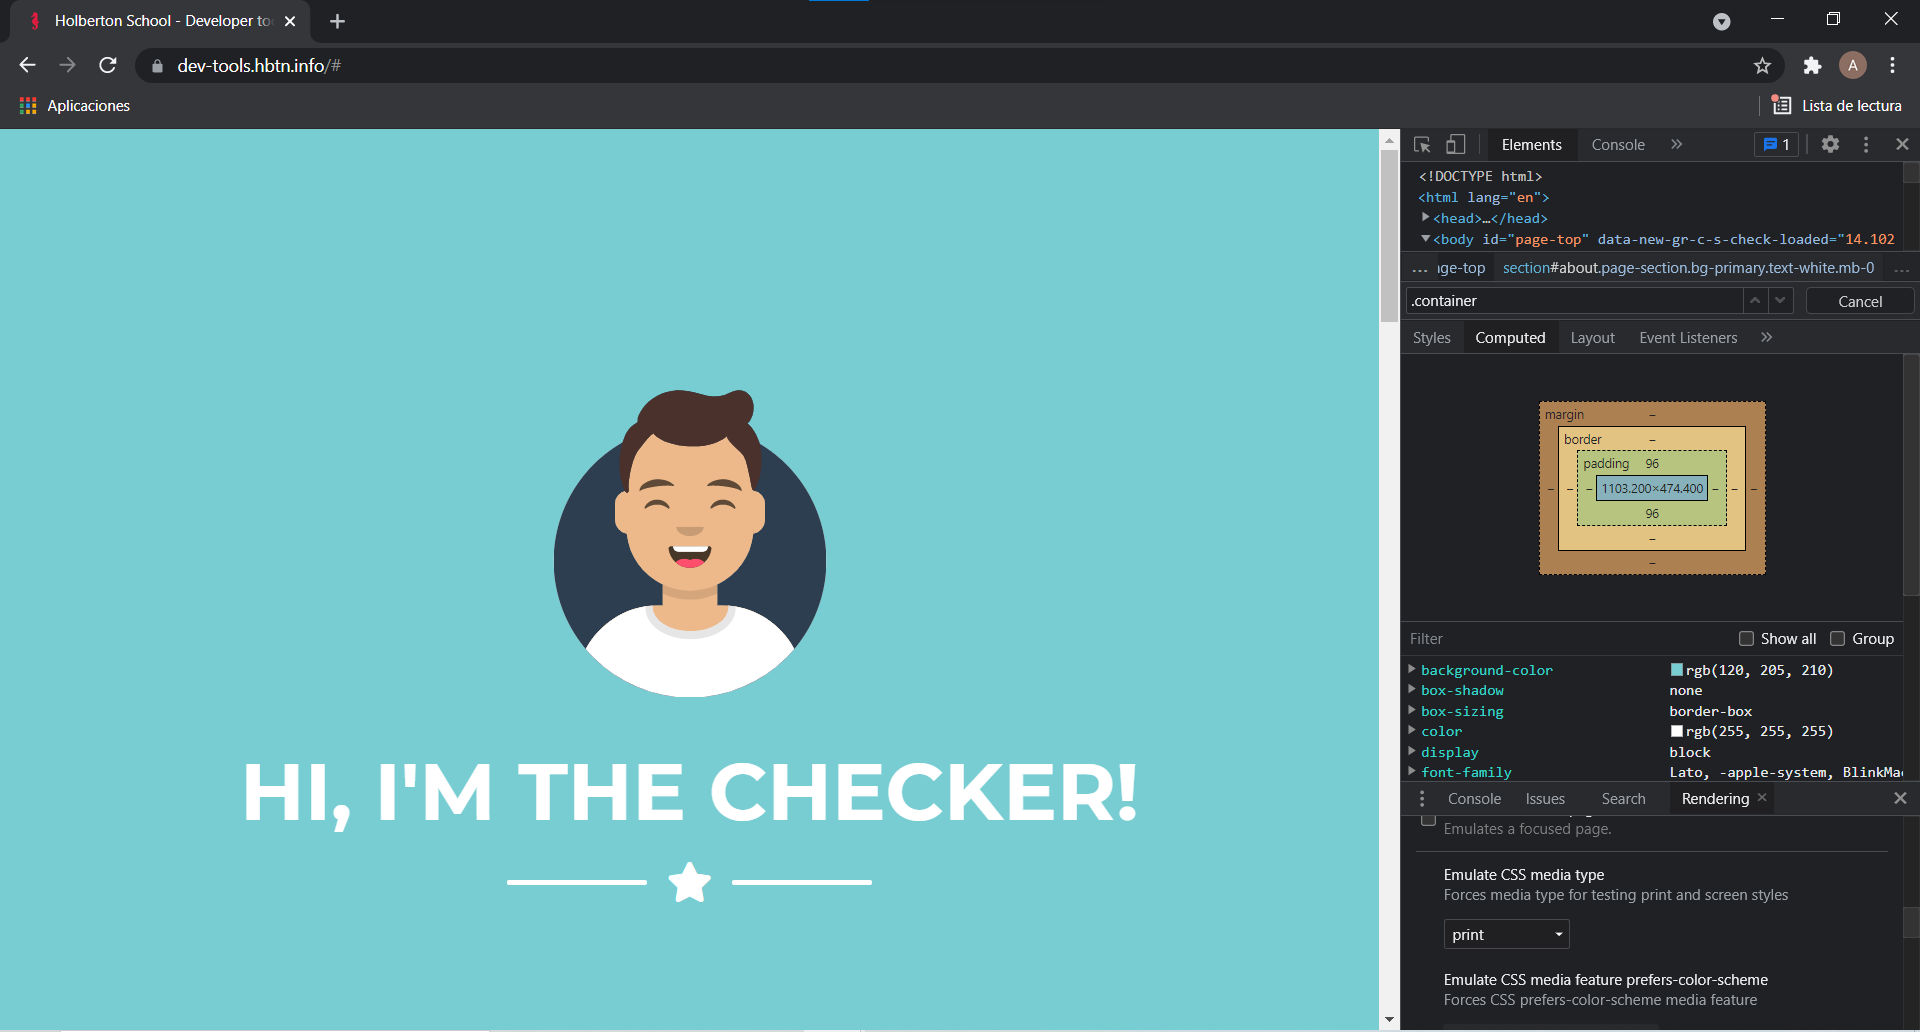 Holberton School - Developer to
dev-tools.hbtn.info/#
A
Aplicaciones
Lista de lectura
Elements
Console
1
<!DOCTYPE html>
<html lang="en">
<head>…</head>
<body id="page-top" data-new-gr-c-s-check-loaded="14.102
... ge-top section#about.page-section.bg-primary.text-white.mb-0 ...
.container
Cancel
Styles
Computed
Layout
Event Listeners
margin –
border –
padding 96
– – – 1103.200×474.400 – – –
96
–
–
Filter
Show all
Group
background-color rgb(120, 205, 210)
box-shadow none
box-sizing border-box
color rgb(255, 255, 255)
display block
font-family Lato, -apple-system, BlinkMa
Console
Issues
Search
Rendering
Emulates a focused page.
Emulate CSS media type
Forces media type for testing print and screen styles
print
Emulate CSS media feature prefers-color-scheme
Forces CSS prefers-color-scheme media feature
HI, I'M THE CHECKER!